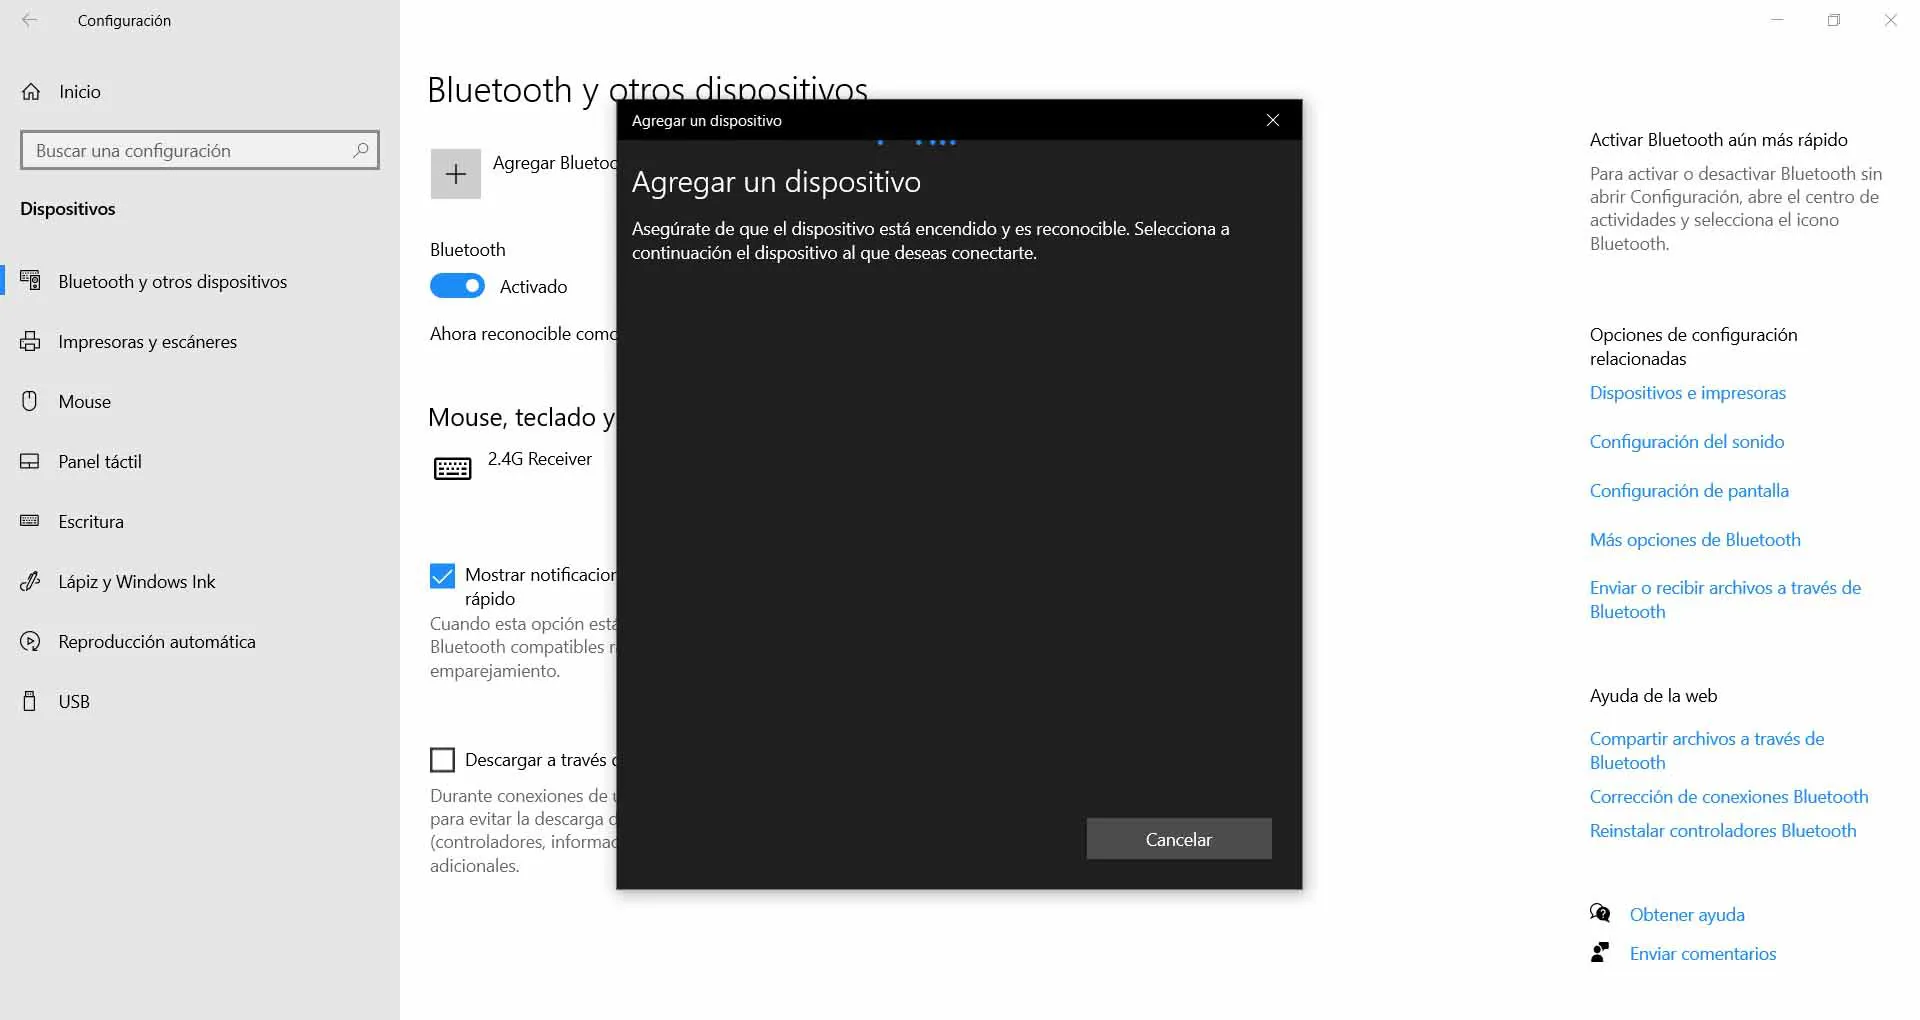 Configuración
Inicio
Buscar una configuración
Dispositivos
Bluetooth y otros dispositivos
Impresoras y escáneres
Mouse
Panel táctil
Escritura
Lápiz y Windows Ink
Reproducción automática
USB
Bluetooth y otros dispositivos
Agregar
Bluetooth
Activado
Ahora reconocible como
Mouse, teclado y
2.4G Receiver
Mostrar
rápido
Cuando esta opción
Bluetooth compatibles
emparejamiento.
Descargar a través
Durante conexiones de
para evitar la descarga
adicionales.
Agregar un dispositivo
Agregar un dispositivo
Asegúrate de que el dispositivo está encendido y es reconocible. Selecciona a
continuación el dispositivo al que deseas conectarte.
Cancelar
Activar Bluetooth aún más rápido
Para activar o desactivar Bluetooth sin
abrir Configuración, abre el centro de
actividades y selecciona el icono
Bluetooth.
Opciones de configuración
relacionadas
Dispositivos e impresoras
Configuración del sonido
Configuración de pantalla
Más opciones de Bluetooth
Enviar o recibir archivos a través de
Bluetooth
Ayuda de la web
Compartir archivos a través de
Bluetooth
Corrección de conexiones Bluetooth
Reinstalar controladores Bluetooth
Obtener ayuda
Enviar comentarios